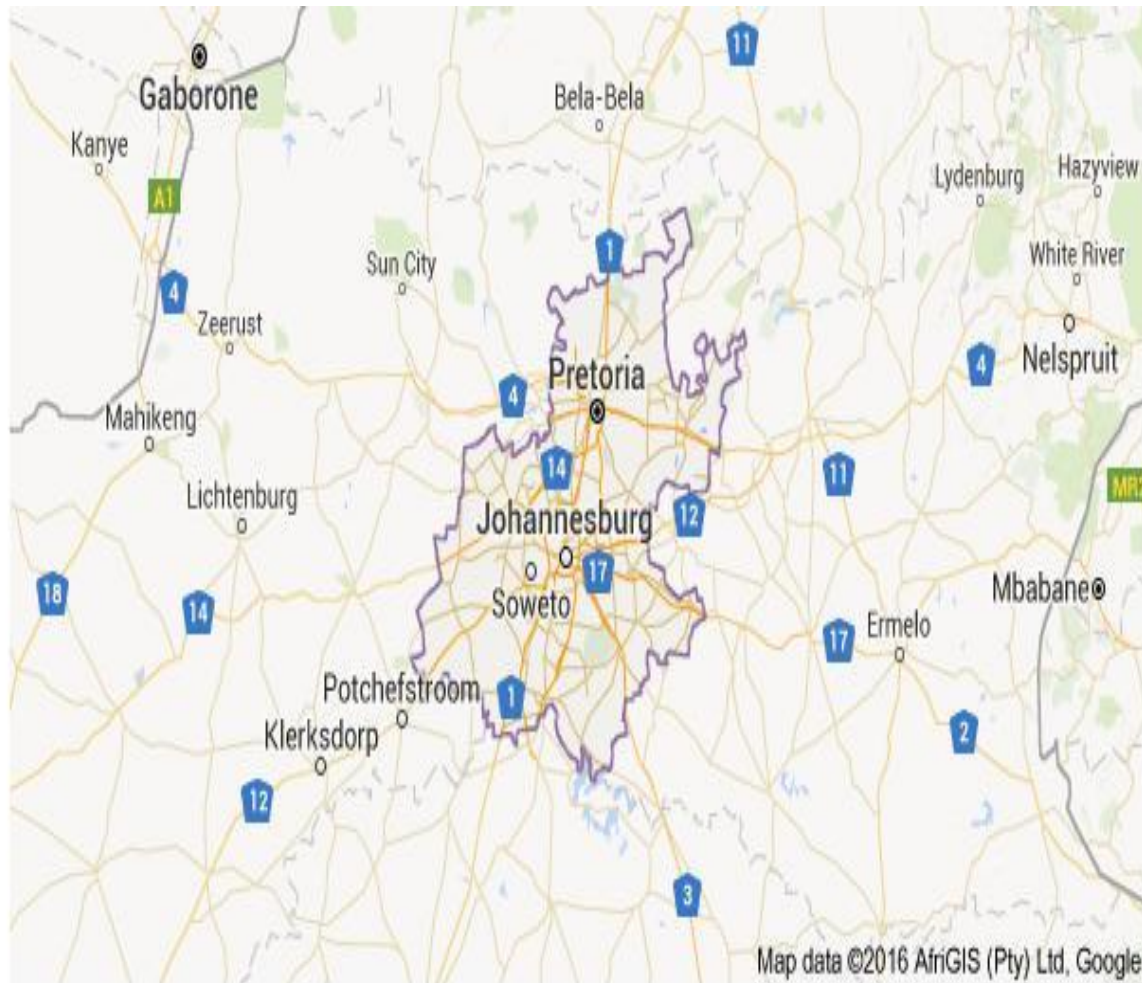 11
Gaborone
Bela-Bela
Kanye
Lydenburg
Hazyview
A1
1
Sun City
White River
4
Zeerust
Nelspruit
4
Pretoria
4
Mahikeng
14
11
Lichtenburg
Johannesburg
12
17
18
14
Soweto
Mbabane
Ermelo
17
Potchefstroom
1
Klerksdorp
2
12
3
Map data ©2016 AfriGIS (Pty) Ltd, Google